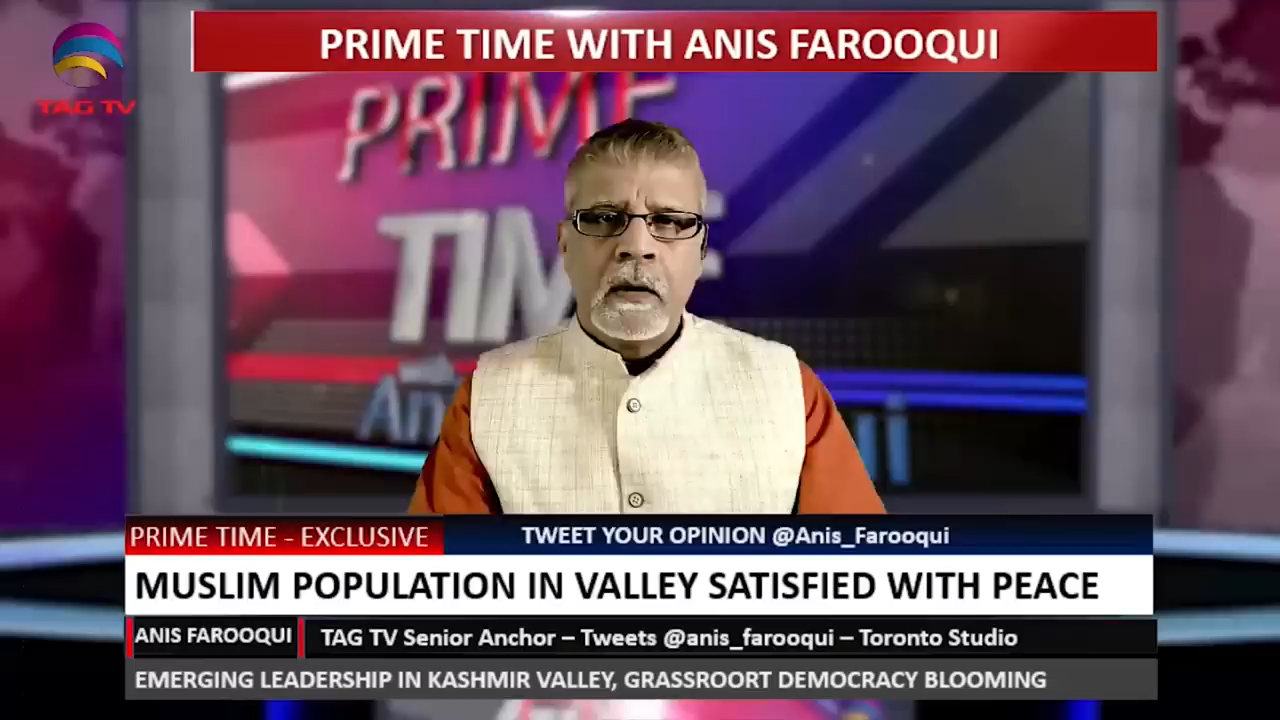 PRIME TIME WITH ANIS FAROOQUI
TAG TV
PRIME
TIME
PRIME TIME - EXCLUSIVE
TWEET YOUR OPINION @Anis_Farooqui
MUSLIM POPULATION IN VALLEY SATISFIED WITH PEACE
ANIS FAROOQUI
TAG TV Senior Anchor – Tweets @anis_farooqui – Toronto Studio
EMERGING LEADERSHIP IN KASHMIR VALLEY, GRASSROORT DEMOCRACY BLOOMING